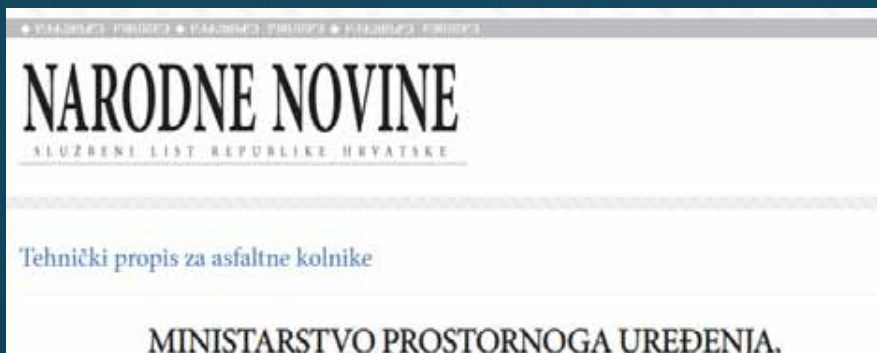 NARODNE NOVINE
SLUŽBENI LIST REPUBLIKE HRVATSKE
Tehnički propis za asfaltne kolnike
MINISTARSTVO PROSTORNOGA UREĐENJA,